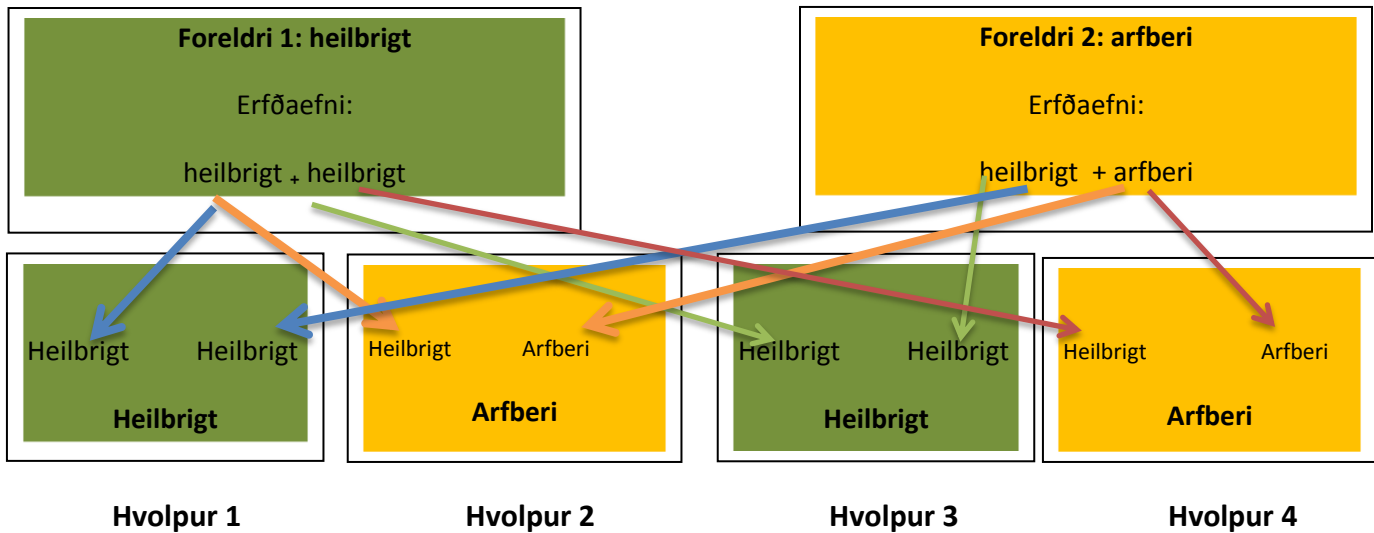 Foreldri 1: heilbrigt
Erfðaefni:
heilbrigt + heilbrigt
Foreldri 2: arfberi
Erfðaefni:
heilbrigt + arfberi
Heilbrigt Heilbrigt
Heilbrigt
Heilbrigt Arfberi
Arfberi
Heilbrigt Heilbrigt
Heilbrigt
Heilbrigt Arfberi
Arfberi
Hvolpur 1 Hvolpur 2 Hvolpur 3 Hvolpur 4